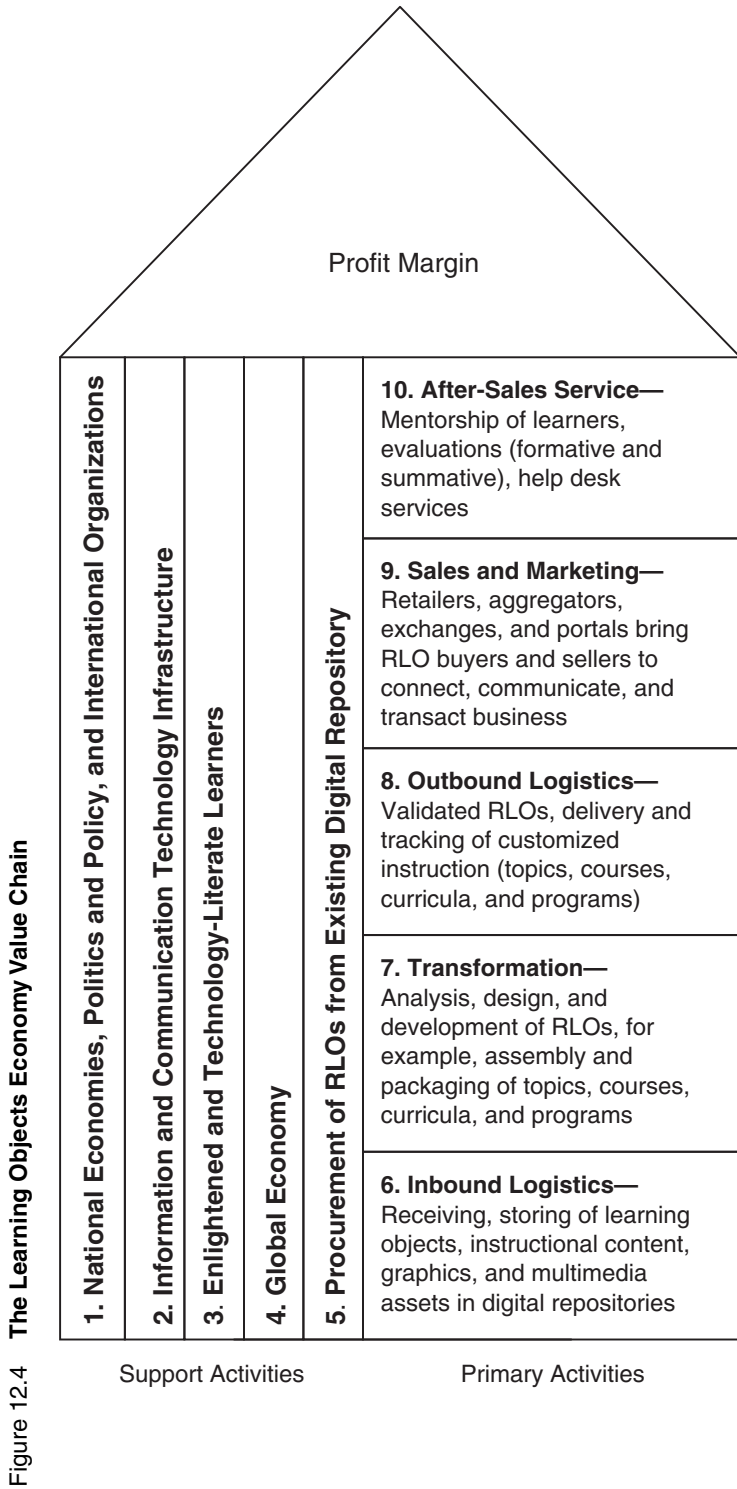 Figure 12.4 The Learning Objects Economy Value Chain
Profit Margin
1. National Economies, Politics and Policy, and International Organizations
2. Information and Communication Technology Infrastructure
3. Enlightened and Technology-Literate Learners
4. Global Economy
5. Procurement of RLOs from Existing Digital Repository
10. After-Sales Service—
Mentorship of learners,
evaluations (formative and
summative), help desk
services
9. Sales and Marketing—
Retailers, aggregators,
exchanges, and portals bring
RLO buyers and sellers to
connect, communicate, and
transact business
8. Outbound Logistics—
Validated RLOs, delivery and
tracking of customized
instruction (topics, courses,
curricula, and programs)
7. Transformation—
Analysis, design, and
development of RLOs, for
example, assembly and
packaging of topics, courses,
curricula, and programs
6. Inbound Logistics—
Receiving, storing of learning
objects, instructional content,
graphics, and multimedia
assets in digital repositories
Support Activities
Primary Activities